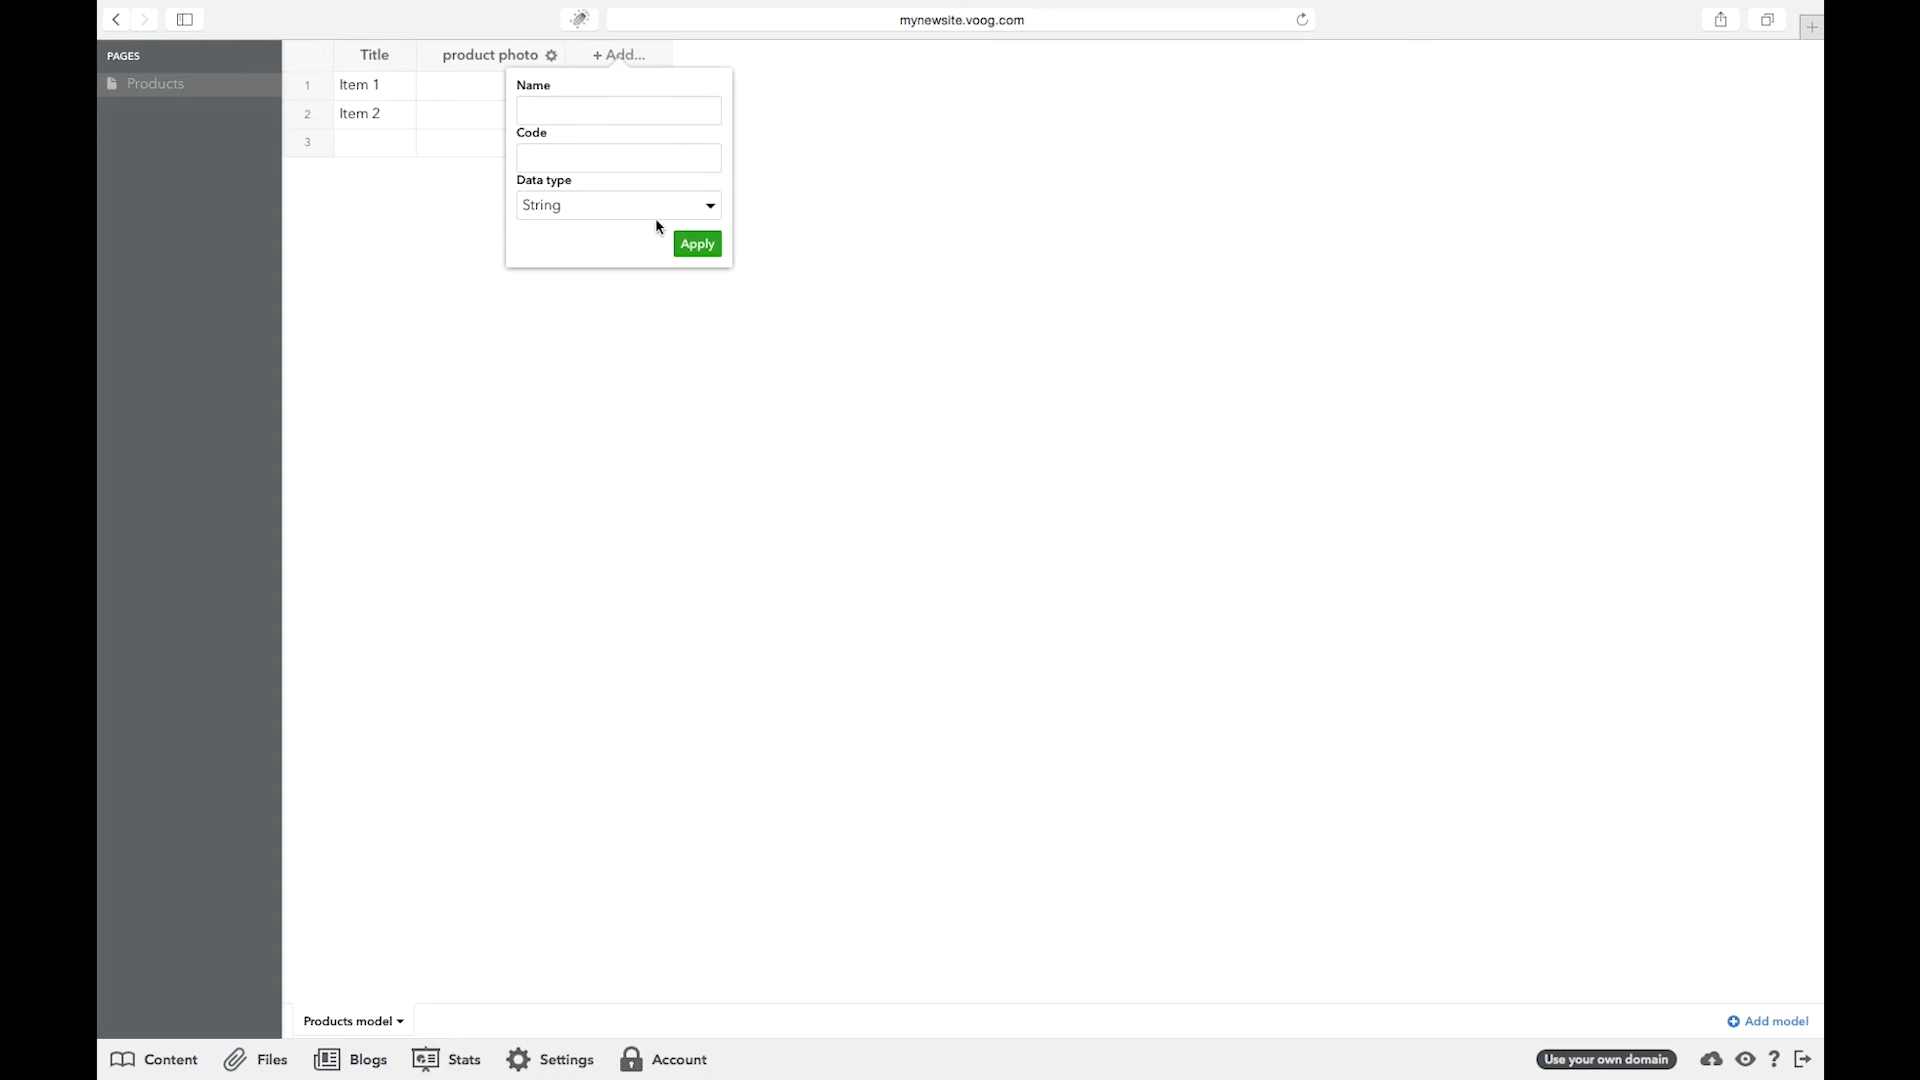 mynewsite.voog.com
PAGES
Products
Title product photo + Add...
1 Item 1
2 Item 2
3
Name
Code
Data type
String
Apply
Products model
Add model
Content Files Blogs Stats Settings Account Use your own domain ?